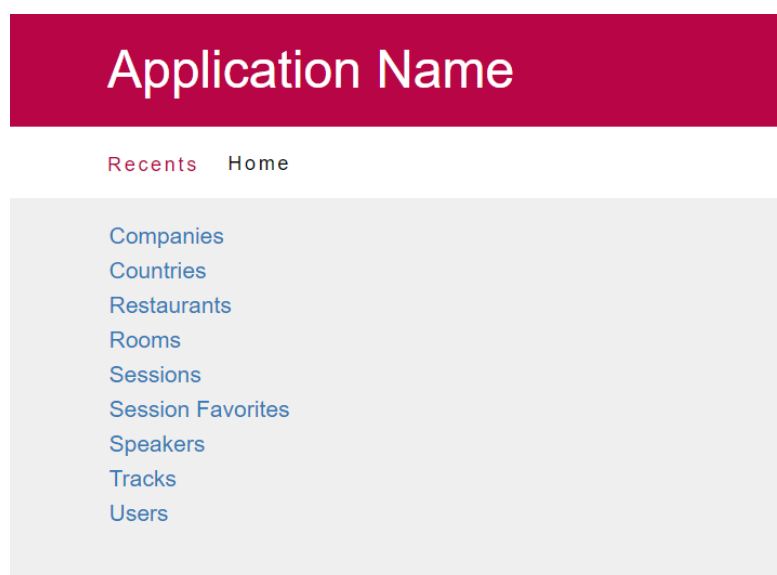 Application Name
Recents Home
Companies
Countries
Restaurants
Rooms
Sessions
Session Favorites
Speakers
Tracks
Users